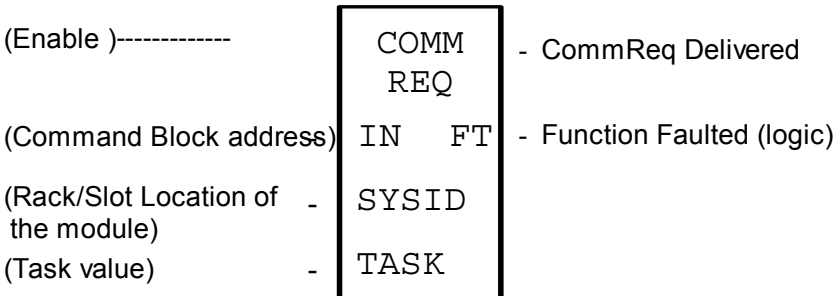 (Enable )-------------
COMM
REQ
- CommReq Delivered
(Command Block address)
IN FT
- Function Faulted (logic)
(Rack/Slot Location of
the module)
-
SYSID
(Task value) -
TASK